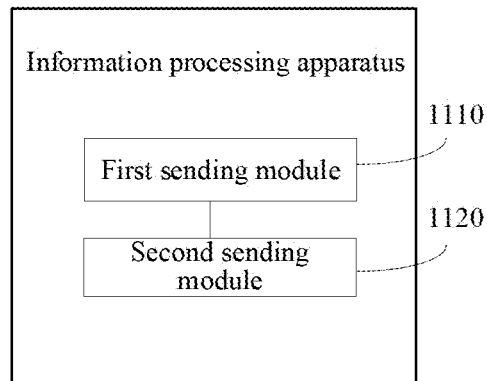 Information processing apparatus
1110
First sending module
1120
Second sending
module